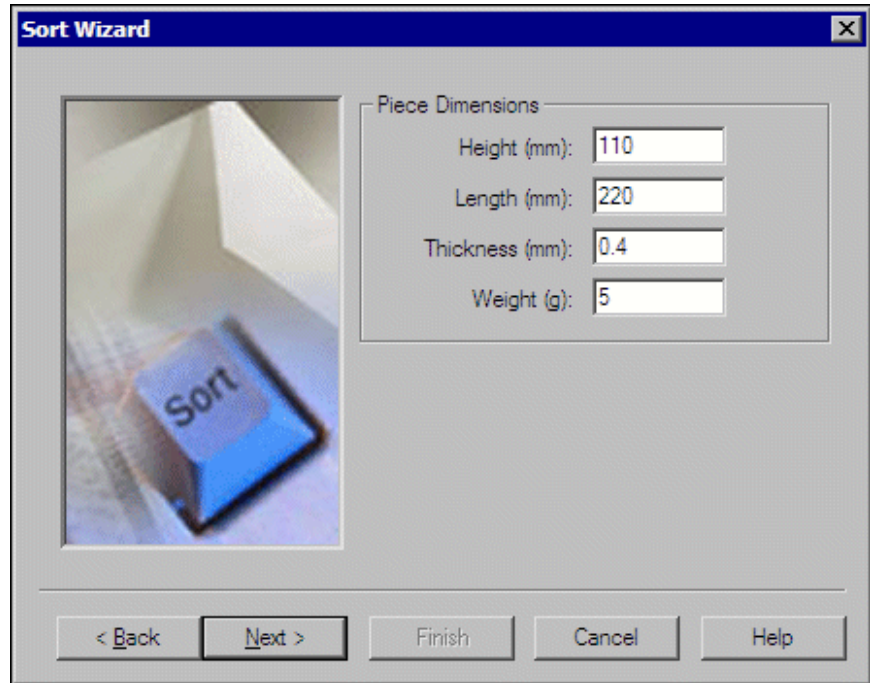 Sort Wizard
Piece Dimensions
Height (mm): 110
Length (mm): 220
Thickness (mm): 0.4
Weight (g): 5
Sort
< Back Next > Finish Cancel Help